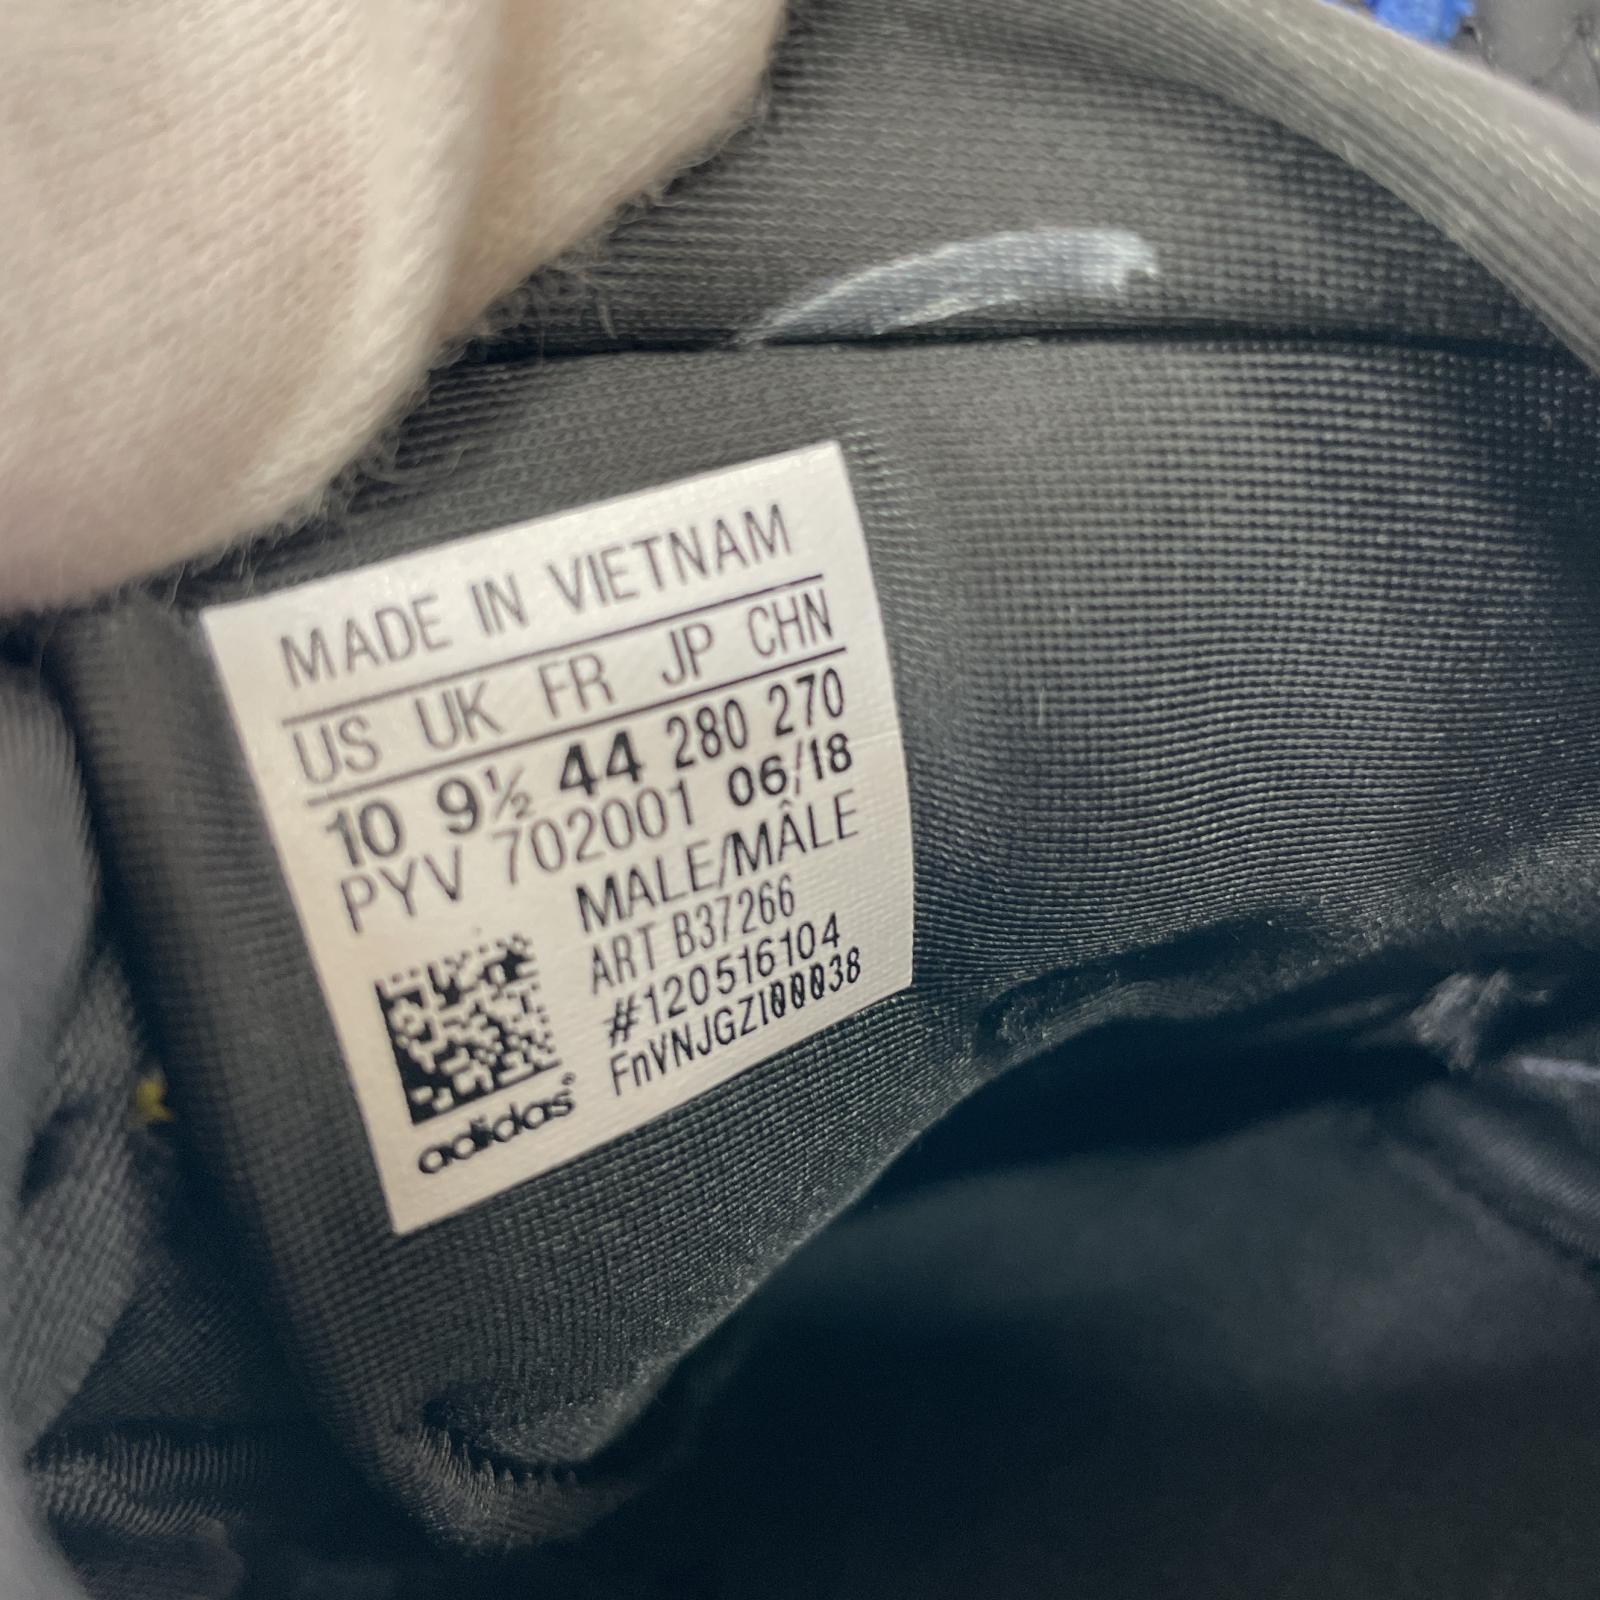 MADE IN VIETNAM
US UK FR JP CHN
10 9½ 44 280 270
PYV 702001 06/18
MALE/MÂLE
ART B37266
#120516104
FnVNJGZI00038
adidas®